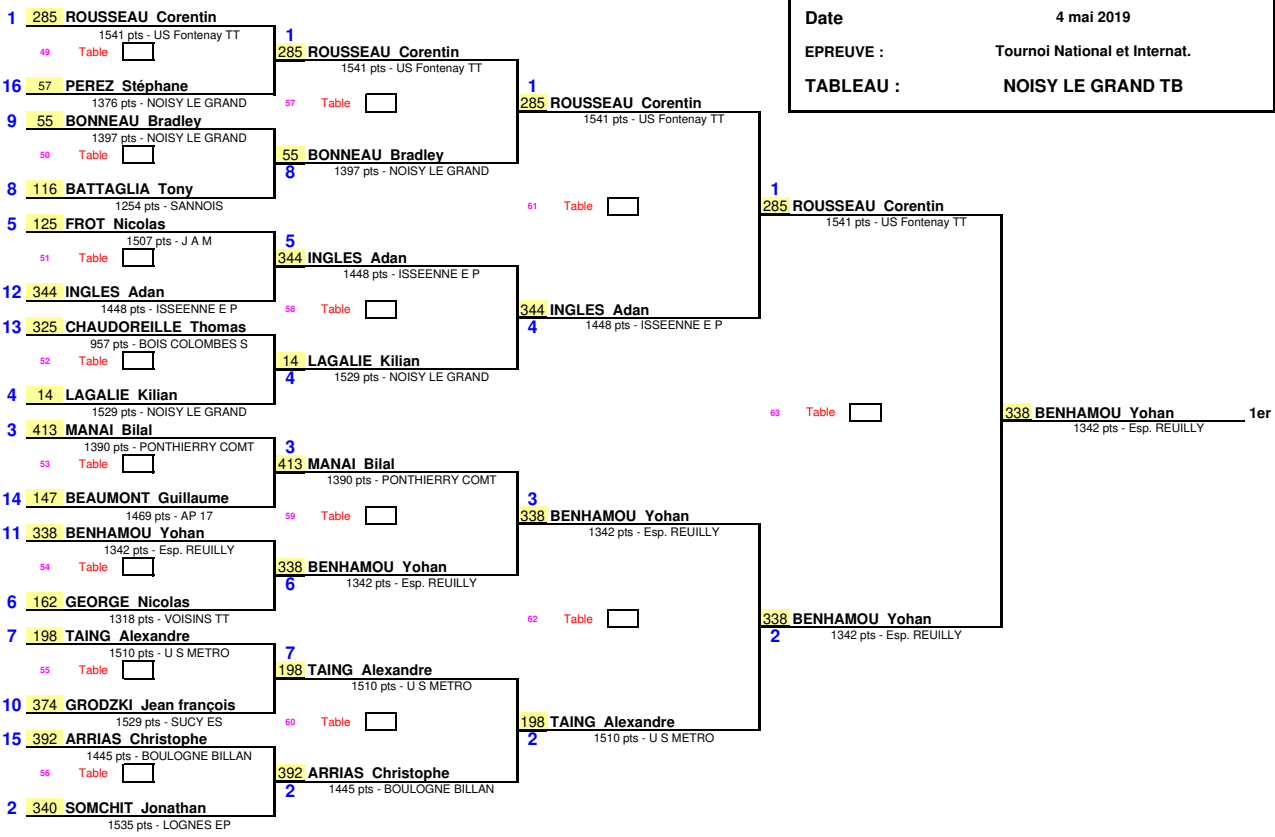 Date 4 mai 2019
EPREUVE : Tournoi National et Internat.
TABLEAU : NOISY LE GRAND TB
1 285 ROUSSEAU Corentin
1541 pts - US Fontenay TT
49 Table
16 57 PEREZ Stéphane
1376 pts - NOISY LE GRAND
9 55 BONNEAU Bradley
1397 pts - NOISY LE GRAND
50 Table
8 116 BATTAGLIA Tony
1254 pts - SANNOIS
5 125 FROT Nicolas
1507 pts - J A M
51 Table
12 344 INGLES Adan
1448 pts - ISSEENNE E P
13 325 CHAUDOREILLE Thomas
957 pts - BOIS COLOMBES S
52 Table
4 14 LAGALIE Kilian
1529 pts - NOISY LE GRAND
3 413 MANAI Bilal
1390 pts - PONTHIERRY COMT
53 Table
14 147 BEAUMONT Guillaume
1469 pts - AP 17
11 338 BENHAMOU Yohan
1342 pts - Esp. REUILLY
54 Table
6 162 GEORGE Nicolas
1318 pts - VOISINS TT
7 198 TAING Alexandre
1510 pts - U S METRO
55 Table
10 374 GRODZKI Jean françois
1529 pts - SUCY ES
15 392 ARRIAS Christophe
1445 pts - BOULOGNE BILLAN
56 Table
2 340 SOMCHIT Jonathan
1535 pts - LOGNES EP
1
285 ROUSSEAU Corentin
1541 pts - US Fontenay TT
57 Table
55 BONNEAU Bradley
8 1397 pts - NOISY LE GRAND
5
344 INGLES Adan
1448 pts - ISSEENNE E P
58 Table
14 LAGALIE Kilian
4 1529 pts - NOISY LE GRAND
3
413 MANAI Bilal
1390 pts - PONTHIERRY COMT
59 Table
338 BENHAMOU Yohan
6 1342 pts - Esp. REUILLY
7
198 TAING Alexandre
1510 pts - U S METRO
60 Table
392 ARRIAS Christophe
2 1445 pts - BOULOGNE BILLAN
1
285 ROUSSEAU Corentin
1541 pts - US Fontenay TT
61 Table
344 INGLES Adan
4 1448 pts - ISSEENNE E P
3
338 BENHAMOU Yohan
1342 pts - Esp. REUILLY
62 Table
198 TAING Alexandre
2 1510 pts - U S METRO
1
285 ROUSSEAU Corentin
1541 pts - US Fontenay TT
63 Table
338 BENHAMOU Yohan
2 1342 pts - Esp. REUILLY
338 BENHAMOU Yohan 1er
1342 pts - Esp. REUILLY